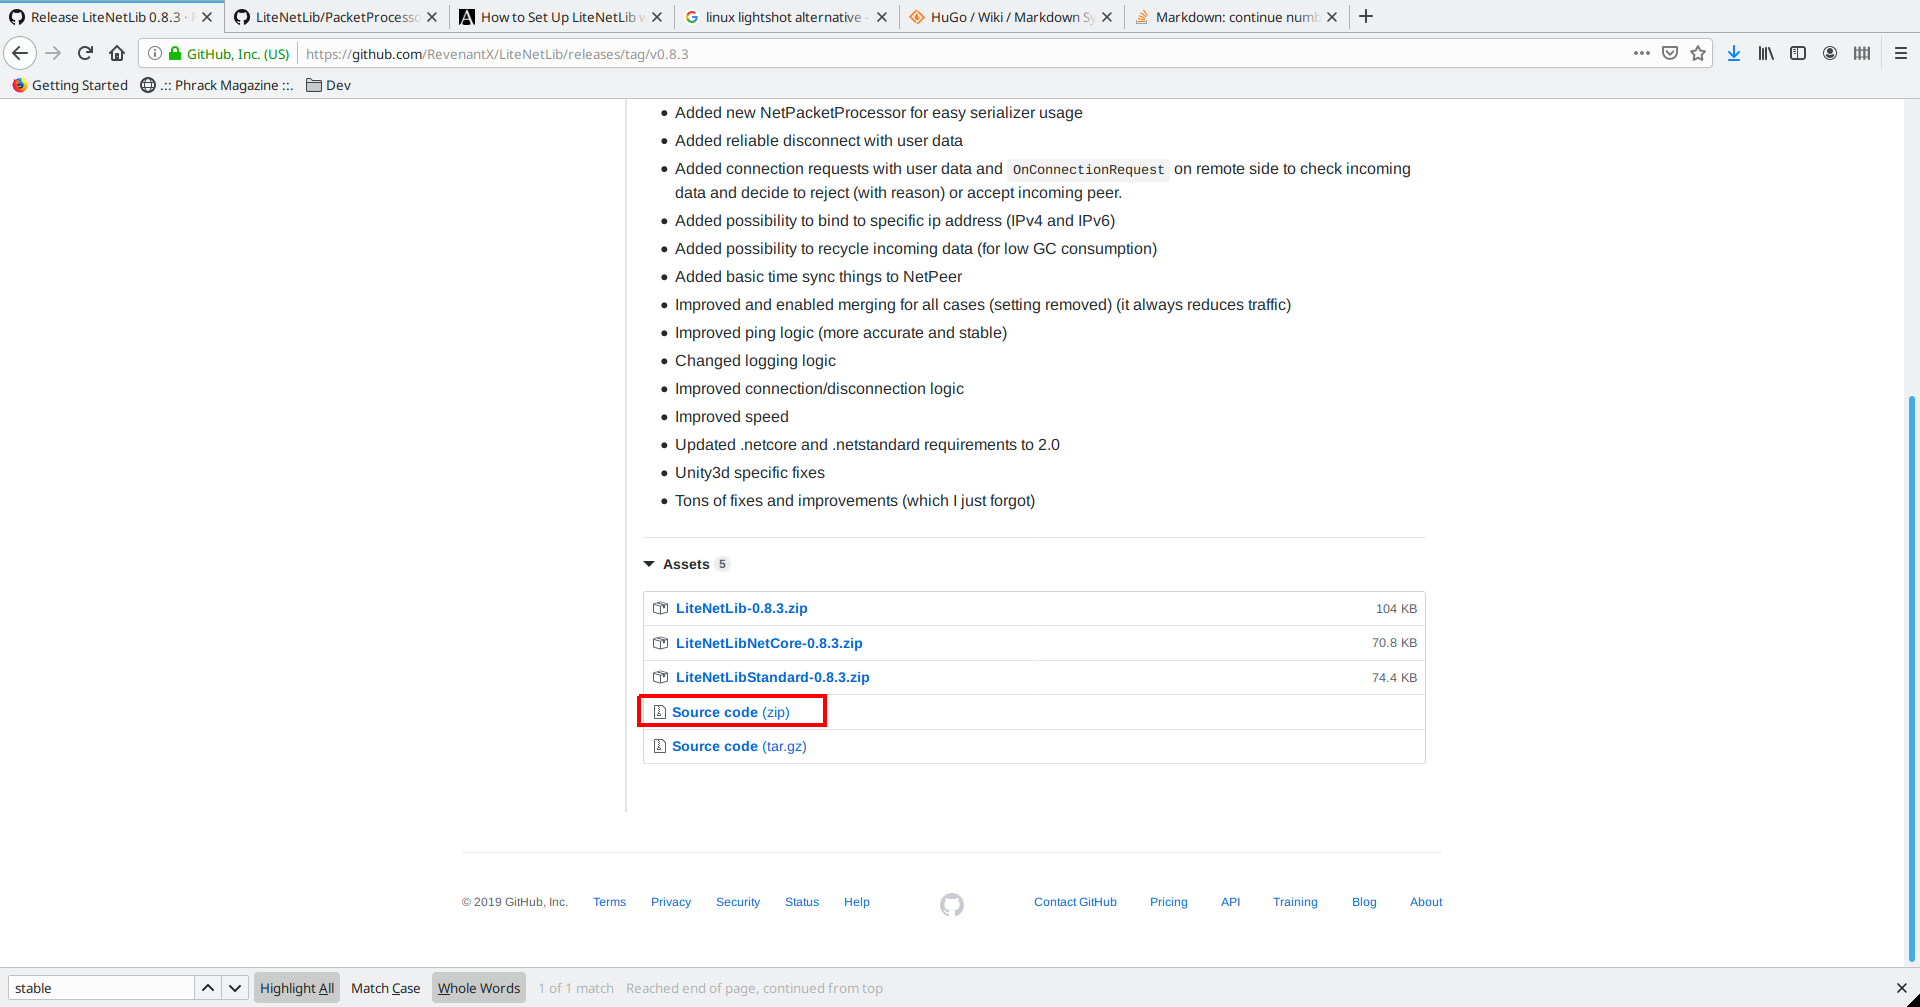 Release LiteNetLib 0.8.3 ·
LiteNetLib/PacketProcesso
How to Set Up LiteNetLib
linux lightshot alternative
HuGo / Wiki / Markdown Sy
Markdown: continue numb
GitHub, Inc. (US)
https://github.com/RevenantX/LiteNetLib/releases/tag/v0.8.3
Getting Started
.:: Phrack Magazine ::.
Dev
Added new NetPacketProcessor for easy serializer usage
Added reliable disconnect with user data
Added connection requests with user data and OnConnectionRequest on remote side to check incoming
data and decide to reject (with reason) or accept incoming peer.
Added possibility to bind to specific ip address (IPv4 and IPv6)
Added possibility to recycle incoming data (for low GC consumption)
Added basic time sync things to NetPeer
Improved and enabled merging for all cases (setting removed) (it always reduces traffic)
Improved ping logic (more accurate and stable)
Changed logging logic
Improved connection/disconnection logic
Improved speed
Updated .netcore and .netstandard requirements to 2.0
Unity3d specific fixes
Tons of fixes and improvements (which I just forgot)
Assets 5
LiteNetLib-0.8.3.zip 104 KB
LiteNetLibNetCore-0.8.3.zip 70.8 KB
LiteNetLibStandard-0.8.3.zip 74.4 KB
Source code (zip)
Source code (tar.gz)
© 2019 GitHub, Inc. Terms Privacy Security Status Help Contact GitHub Pricing API Training Blog About
stable Highlight All Match Case Whole Words 1 of 1 match Reached end of page, continued from top